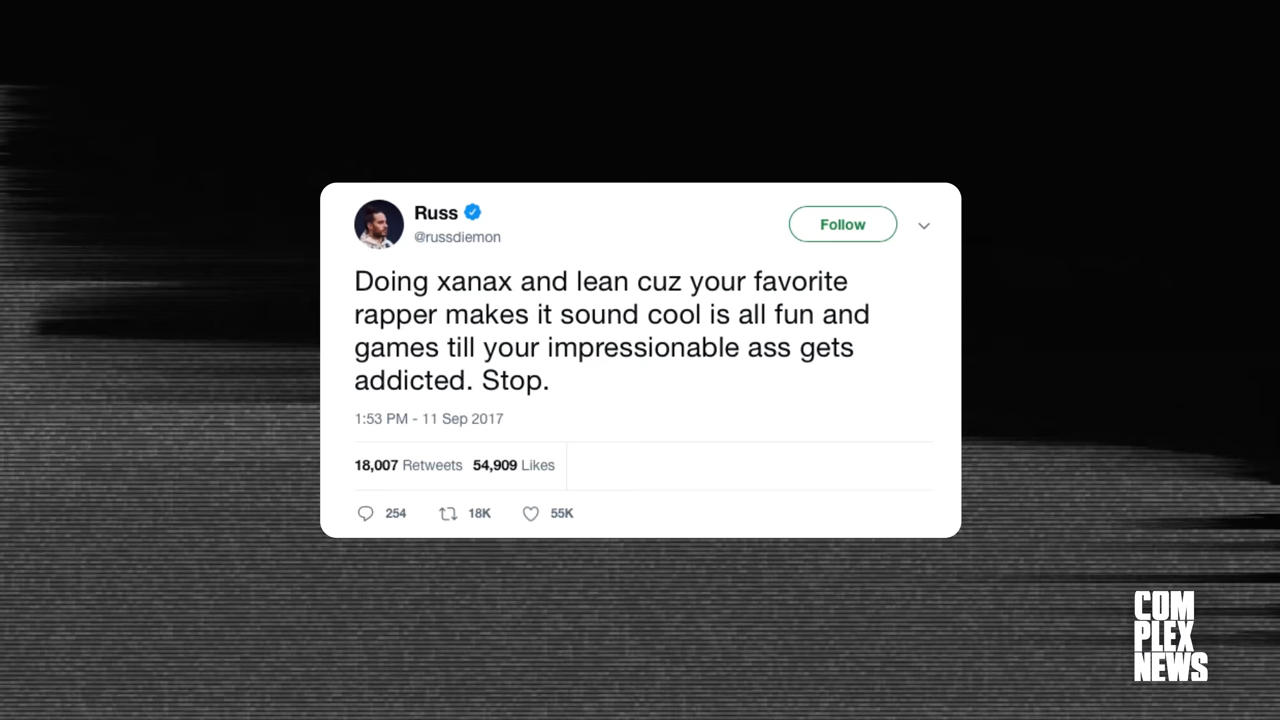 Russ
@russdiemon
Follow
Doing xanax and lean cuz your favorite
rapper makes it sound cool is all fun and
games till your impressionable ass gets
addicted. Stop.
1:53 PM - 11 Sep 2017
18,007 Retweets 54,909 Likes
254 18K 55K
COM
PLEX
NEWS